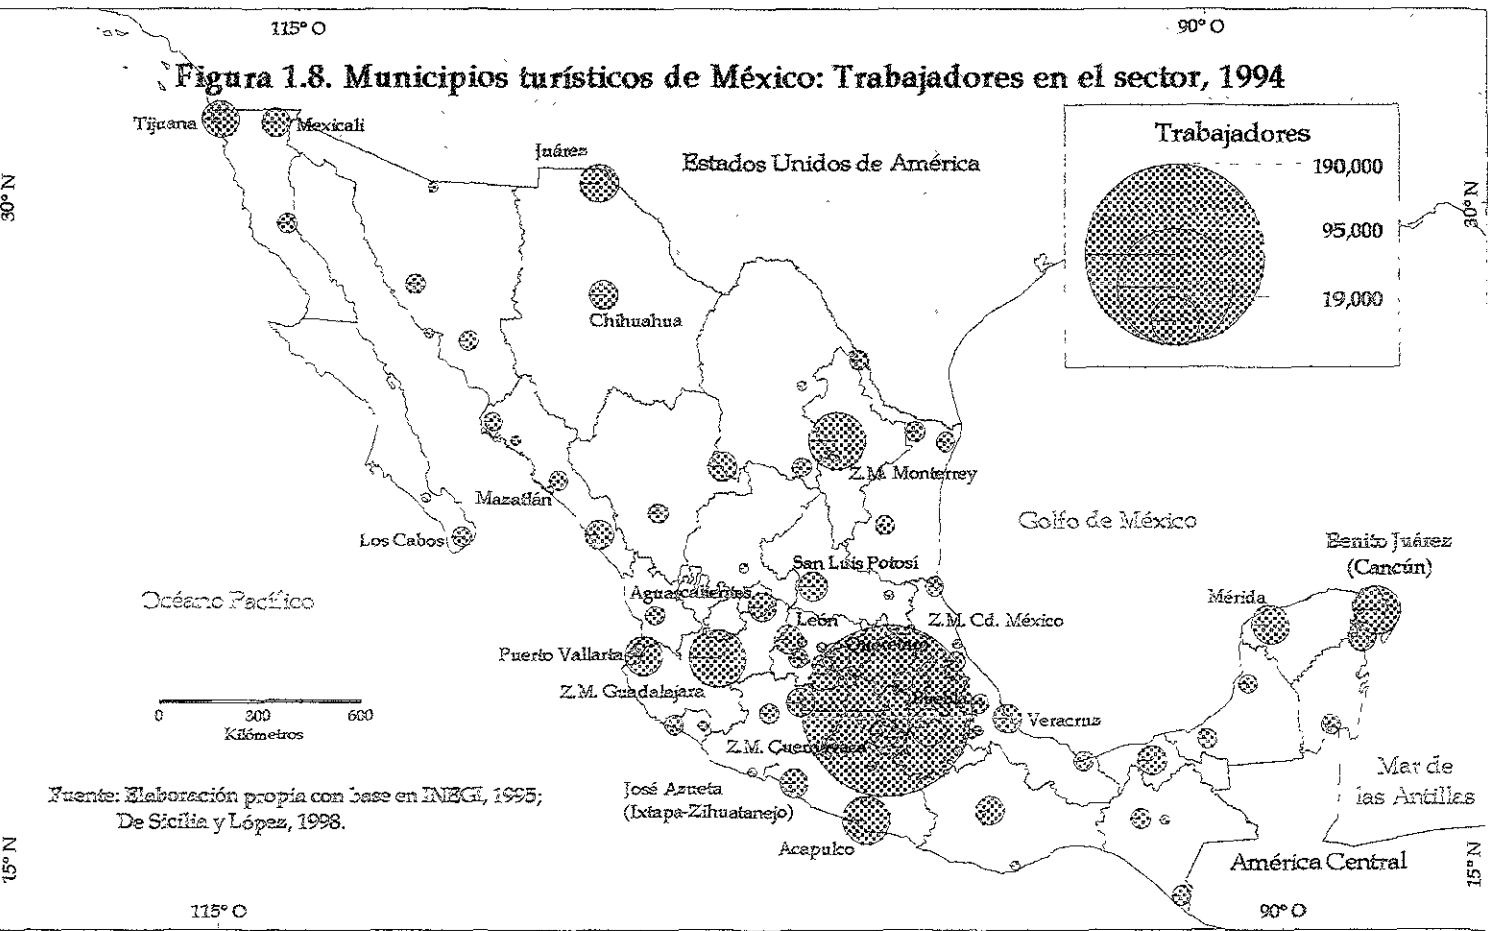 115° O
90° O
Figura 1.8. Municipios turísticos de México: Trabajadores en el sector, 1994
Tijuana
Mexicali
Juárez
Estados Unidos de América
Trabajadores
190,000
95,000
19,000
30° N
30° N
Chihuahua
Z.M. Monterrey
Mazatlán
Los Cabos
Golfo de México
Benito Juárez
(Cancún)
San Luis Potosí
Océano Pacífico
Aguascalientes
Mérida
León
Z.M. Cd. México
Querétaro
Puerto Vallarta
Z.M. Guadalajara
Puebla
Veracruz
0 300 600
Kilómetros
Z.M. Cuernavaca
Mar de
las Antillas
José Azueta
(Ixtapa-Zihuatanejo)
Fuente: Elaboración propia con base en INEGI, 1995;
De Sicilia y López, 1998.
Acapulco
América Central
15° N
15° N
115° O
90° O